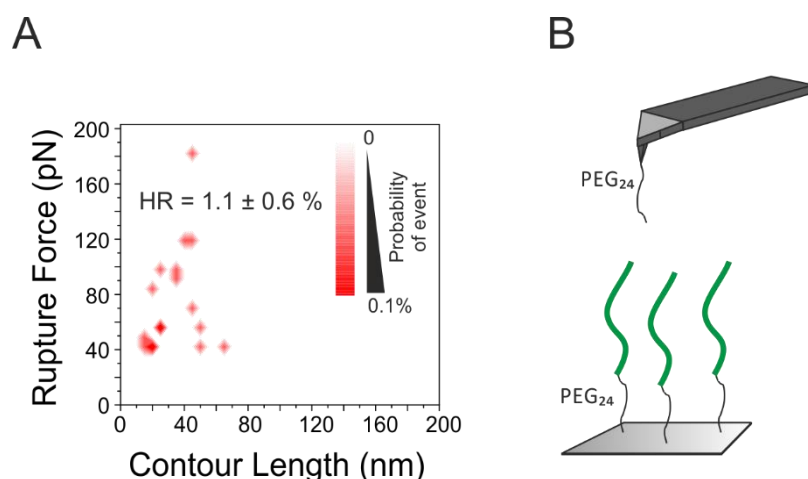 A
B
200
160
120
80
40
0
Rupture Force (pN)
HR = 1.1 ± 0.6 %
0
Probability
of event
0.1%
0 40 80 120 160 200
Contour Length (nm)
PEG24
PEG24